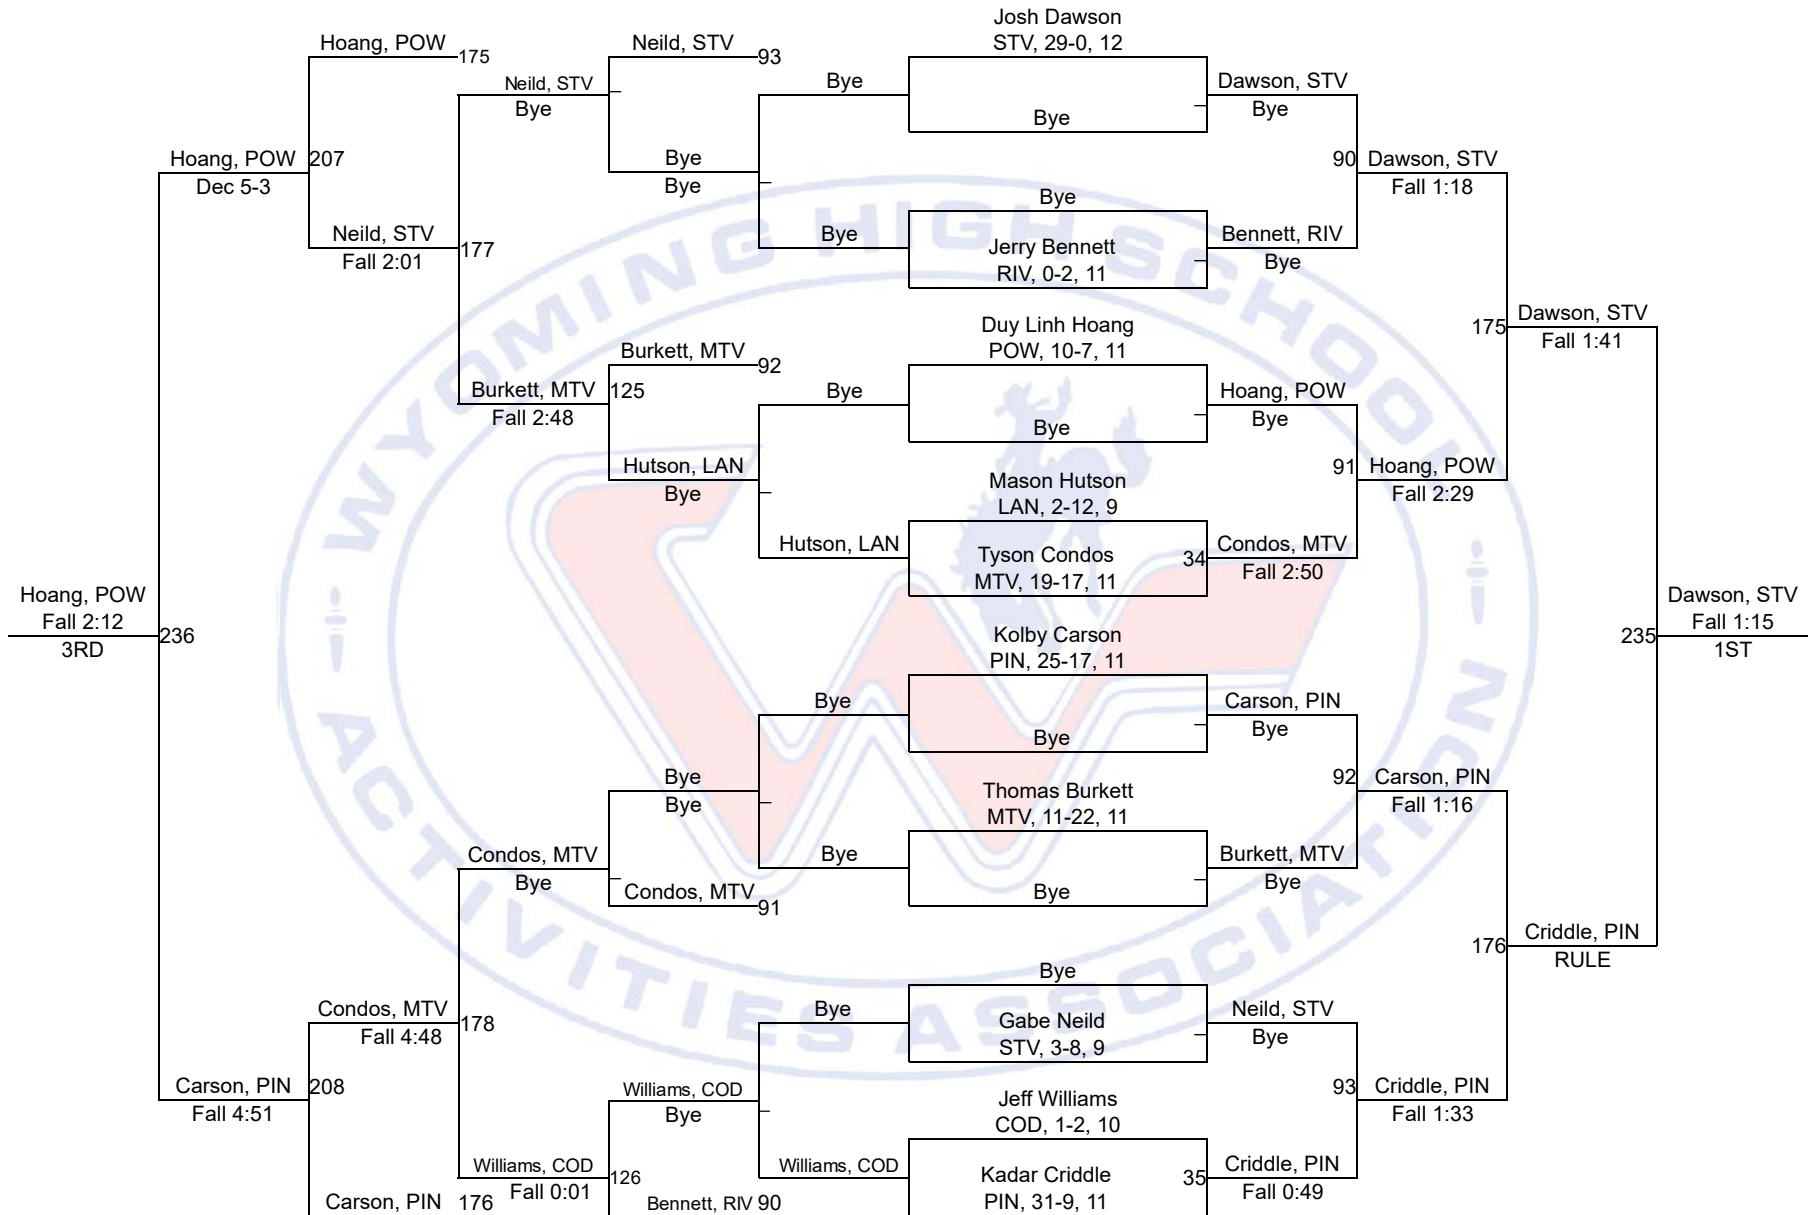 Josh Dawson
STV, 29-0, 12
Hoang, POW
175
Neild, STV
93
Neild, STV
Bye
Bye
Dawson, STV
Bye
Bye
Hoang, POW
207
Dec 5-3
Bye
Bye
90
Dawson, STV
Fall 1:18
Bye
Neild, STV
Fall 2:01
177
Bye
Jerry Bennett
RIV, 0-2, 11
Bennett, RIV
Bye
Duy Linh Hoang
POW, 10-7, 11
175
Dawson, STV
Fall 1:41
Burkett, MTV
92
Burkett, MTV
125
Fall 2:48
Bye
Bye
Hoang, POW
Bye
Hutson, LAN
Bye
Mason Hutson
LAN, 2-12, 9
91
Hoang, POW
Fall 2:29
Hutson, LAN
Tyson Condos
MTV, 19-17, 11
34
Condos, MTV
Fall 2:50
Hoang, POW
Fall 2:12
236
3RD
Kolby Carson
PIN, 25-17, 11
235
Dawson, STV
Fall 1:15
1ST
Bye
Bye
Carson, PIN
Bye
Bye
Bye
Thomas Burkett
MTV, 11-22, 11
92
Carson, PIN
Fall 1:16
Condos, MTV
Bye
Bye
Bye
Burkett, MTV
Bye
Condos, MTV
91
176
Criddle, PIN
RULE
Bye
Condos, MTV
Fall 4:48
178
Bye
Gabe Neild
STV, 3-8, 9
Neild, STV
Bye
Carson, PIN
208
Fall 4:51
Williams, COD
Bye
Jeff Williams
COD, 1-2, 10
93
Criddle, PIN
Fall 1:33
Williams, COD
126
Fall 0:01
Williams, COD
Kadar Criddle
PIN, 31-9, 11
35
Criddle, PIN
Fall 0:49
Carson, PIN
176
Bennett, RIV
90
WYOMING HIGH SCHOOL
ACTIVITIES ASSOCIATION